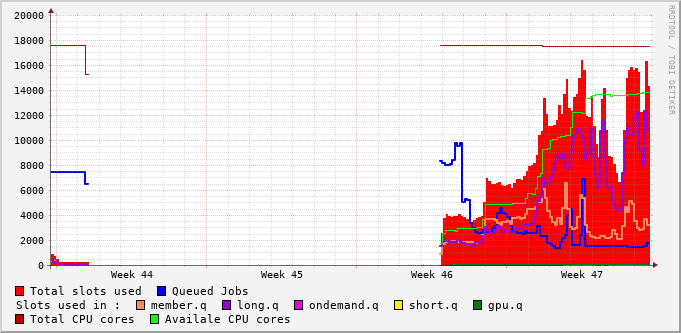 20000
18000
16000
14000
12000
10000
8000
6000
4000
2000
0
Week 44 Week 45 Week 46 Week 47
RRDTOOL / TOBI OETIKER
Total slots used Queued Jobs
Slots used in : member.q long.q ondemand.q short.q gpu.q
Total CPU cores Availale CPU cores